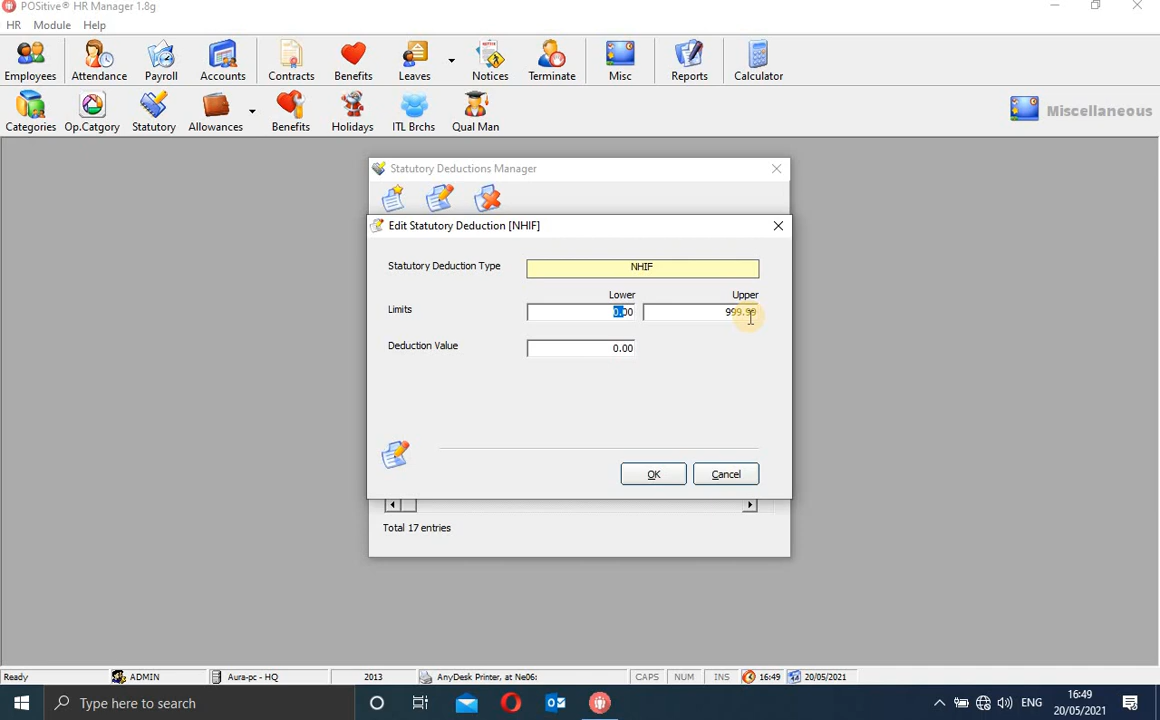 POSitive® HR Manager 1.8g
HR Module Help
Employees Attendance Payroll Accounts Contracts Benefits Leaves Notices Terminate Misc Reports Calculator
Categories Op.Catgory Statutory Allowances Benefits Holidays ITL Brchs Qual Man Miscellaneous
Statutory Deductions Manager
Edit Statutory Deduction [NHIF]
Statutory Deduction Type NHIF
Lower Upper
Limits 0.00 999.99
Deduction Value 0.00
OK Cancel
Total 17 entries
Ready ADMIN Aura-pc - HQ 2013 AnyDesk Printer, at Ne06: CAPS NUM INS 16:49 20/05/2021
Type here to search ENG 16:49
20/05/2021